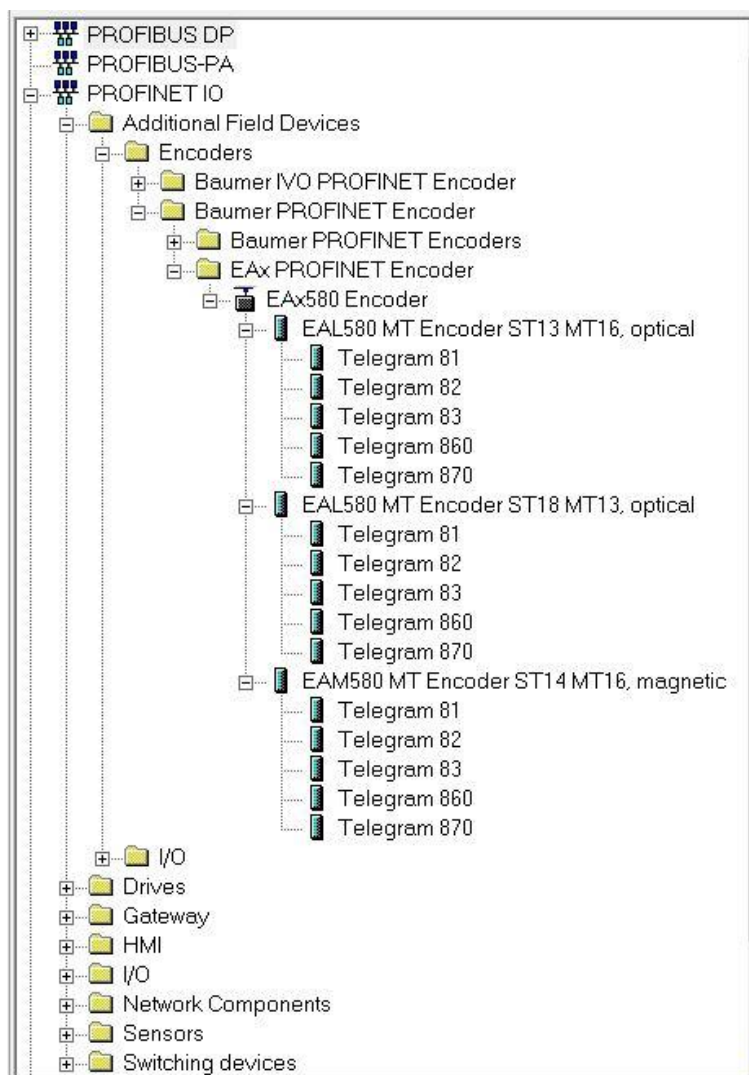 PROFIBUS DP
PROFIBUS-PA
PROFINET IO
Additional Field Devices
Encoders
Baumer IVO PROFINET Encoder
Baumer PROFINET Encoder
Baumer PROFINET Encoders
EAx PROFINET Encoder
EAx580 Encoder
EAL580 MT Encoder ST13 MT16, optical
Telegram 81
Telegram 82
Telegram 83
Telegram 860
Telegram 870
EAL580 MT Encoder ST18 MT13, optical
Telegram 81
Telegram 82
Telegram 83
Telegram 860
Telegram 870
EAM580 MT Encoder ST14 MT16, magnetic
Telegram 81
Telegram 82
Telegram 83
Telegram 860
Telegram 870
I/O
Drives
Gateway
HMI
I/O
Network Components
Sensors
Switching devices